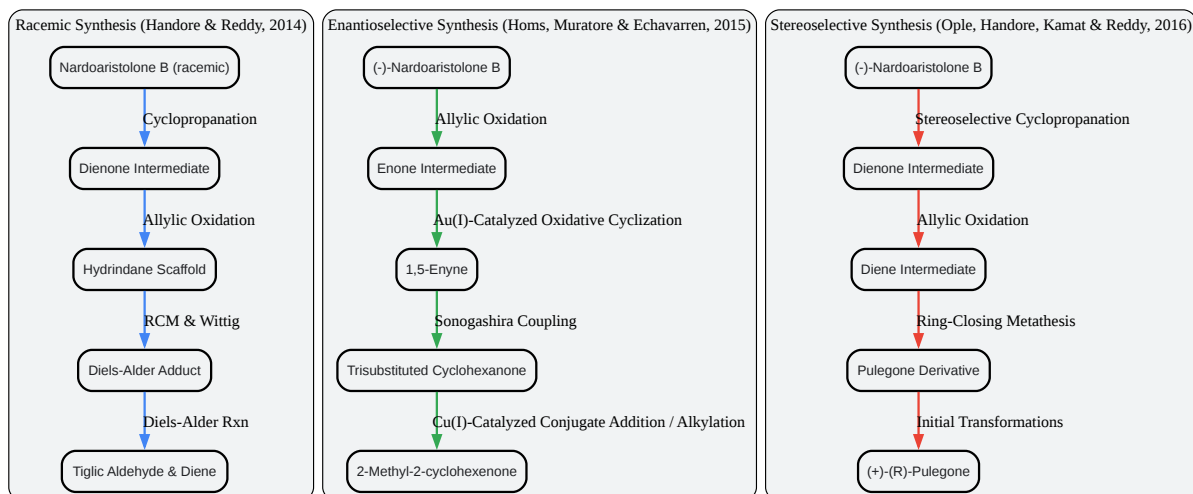 Racemic Synthesis (Handore & Reddy, 2014)
Nardoaristolone B (racemic)
Cyclopropanation
Dienone Intermediate
Allylic Oxidation
Hydrindane Scaffold
RCM & Wittig
Diels-Alder Adduct
Diels-Alder Rxn
Tiglic Aldehyde & Diene
Enantioselective Synthesis (Homs, Muratore & Echavarren, 2015)
(-)-Nardoaristolone B
Allylic Oxidation
Enone Intermediate
Au(I)-Catalyzed Oxidative Cyclization
1,5-Enyne
Sonogashira Coupling
Trisubstituted Cyclohexanone
Cu(I)-Catalyzed Conjugate Addition / Alkylation
2-Methyl-2-cyclohexenone
Stereoselective Synthesis (Ople, Handore, Kamat & Reddy, 2016)
(-)-Nardoaristolone B
Stereoselective Cyclopropanation
Dienone Intermediate
Allylic Oxidation
Diene Intermediate
Ring-Closing Metathesis
Pulegone Derivative
Initial Transformations
(+)-(R)-Pulegone